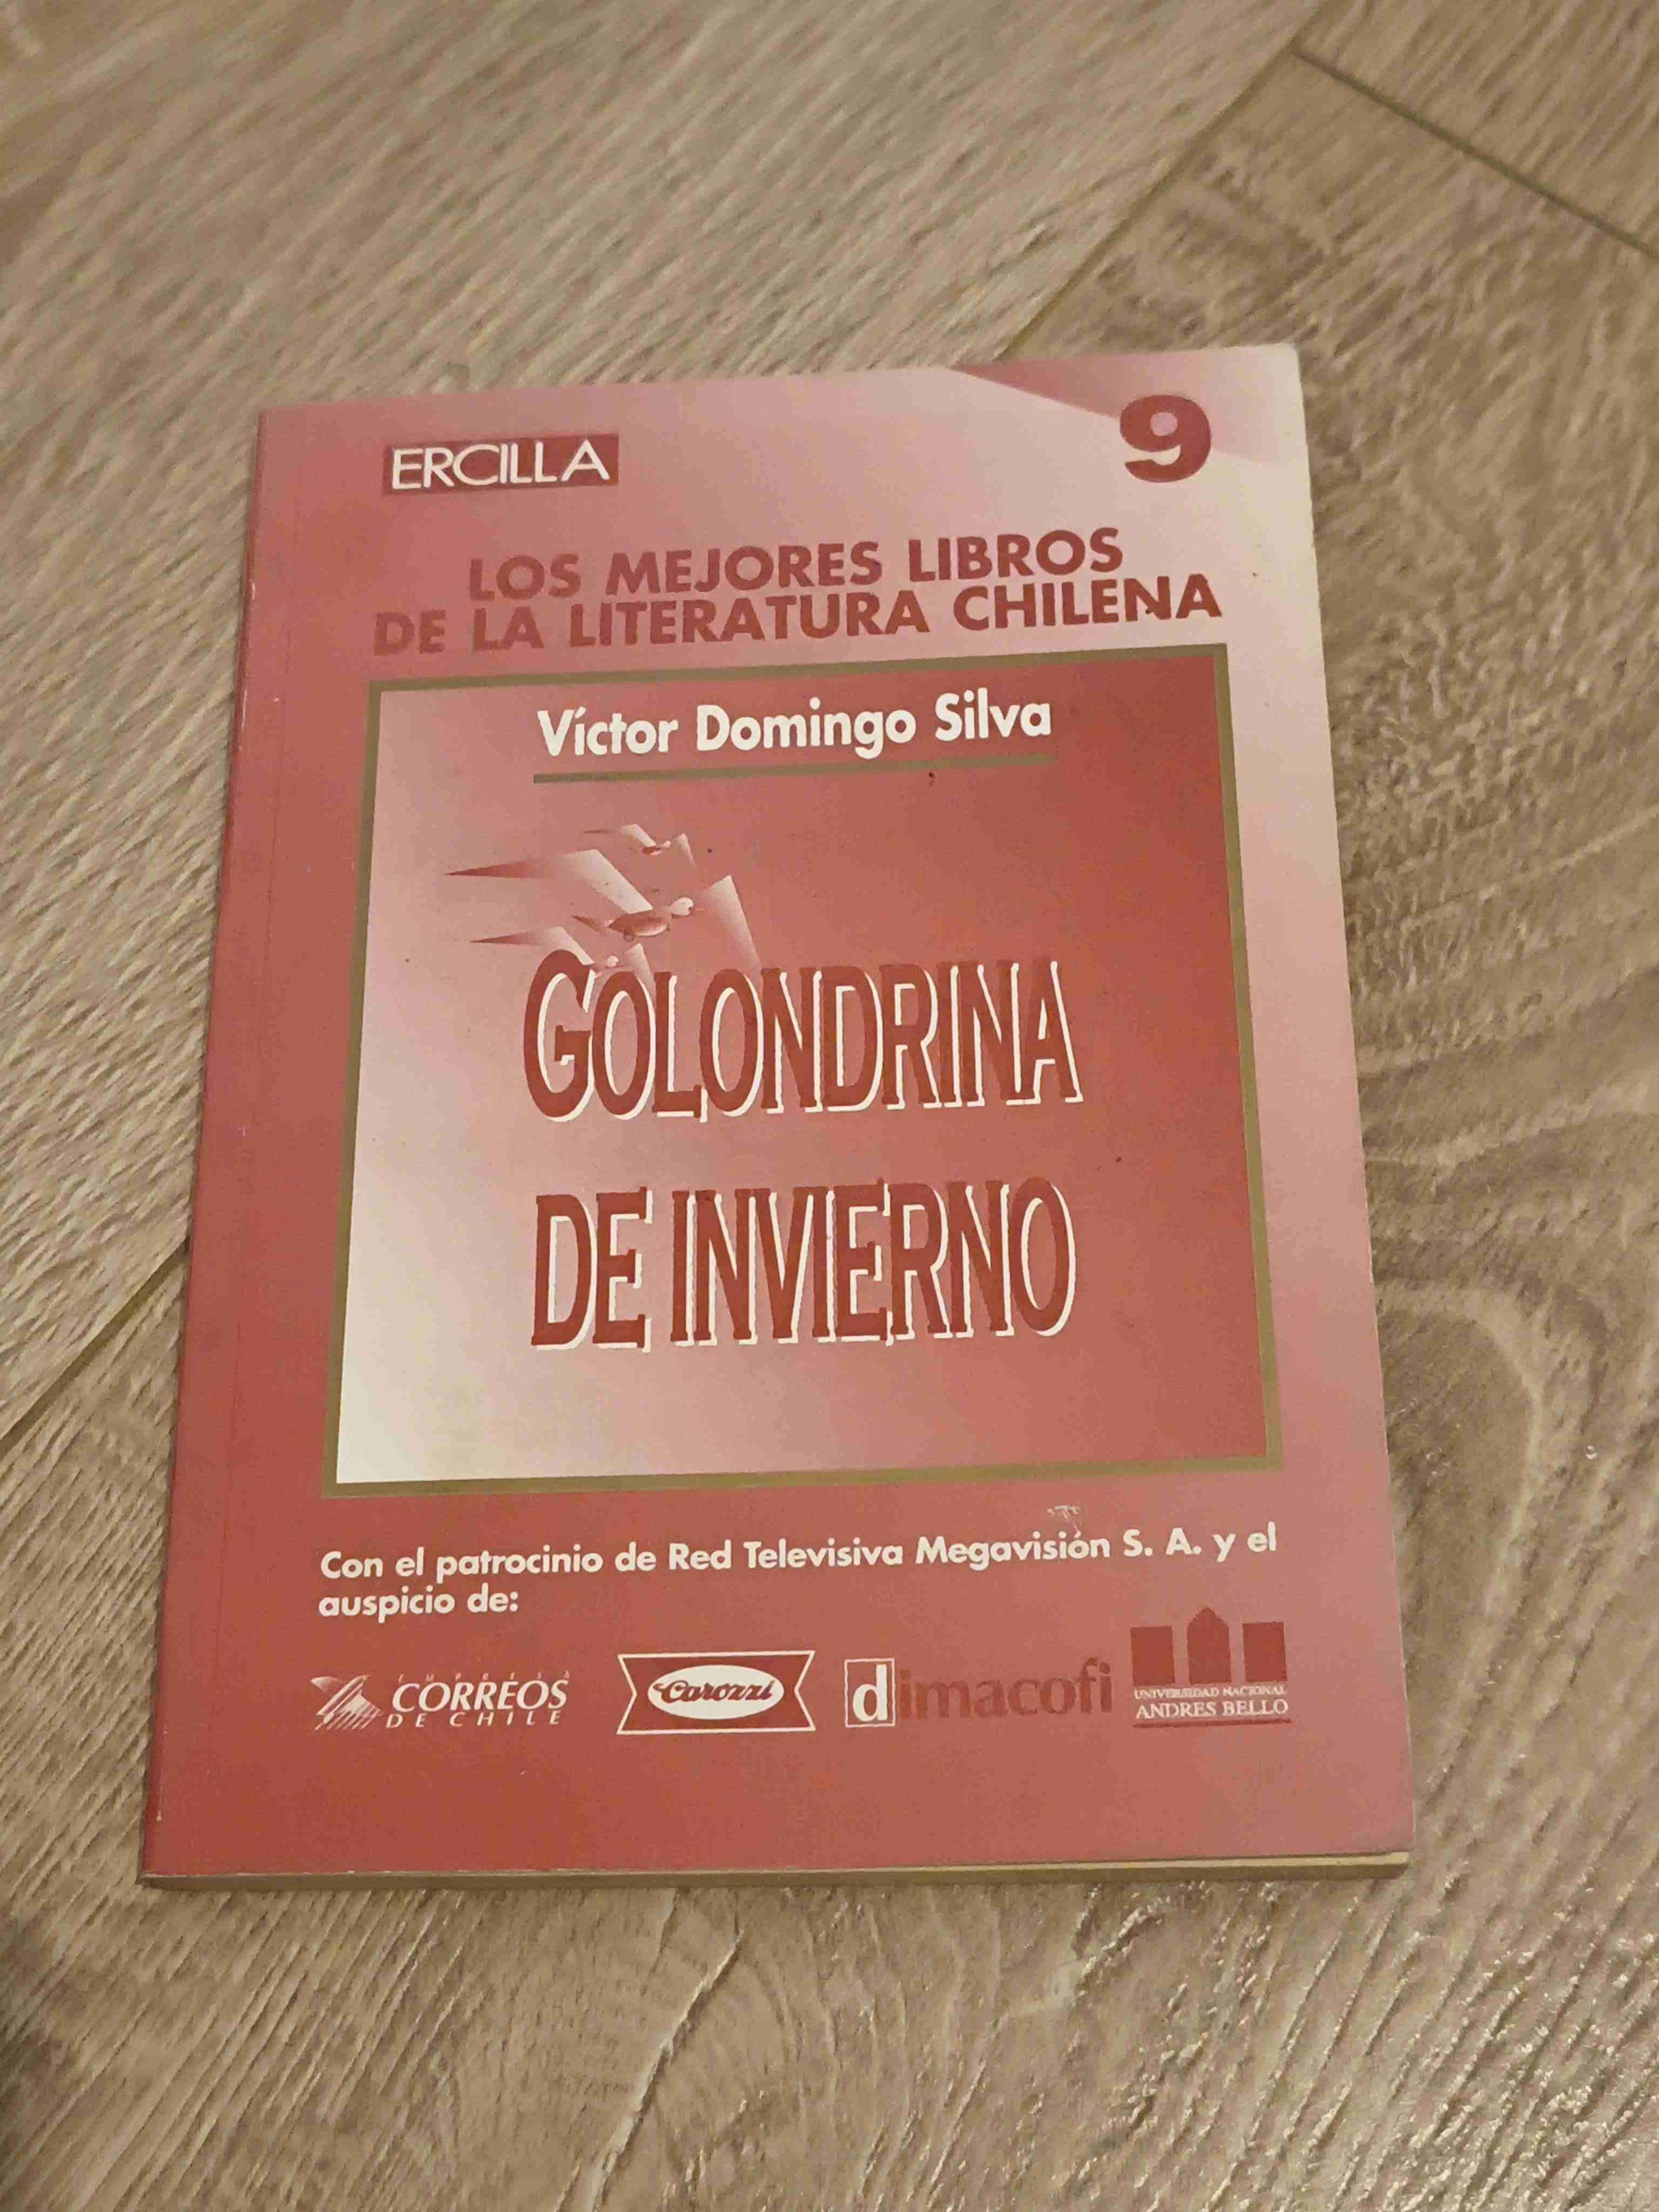 ERCILLA
9
LOS MEJORES LIBROS
DE LA LITERATURA CHILENA
Víctor Domingo Silva
GOLONDRINA
DE INVIERNO
Con el patrocinio de Red Televisiva Megavisión S. A. y el
auspicio de:
EMPRESA
CORREOS
DE CHILE
Carozzi
dimacofi
UNIVERSIDAD NACIONAL
ANDRES BELLO